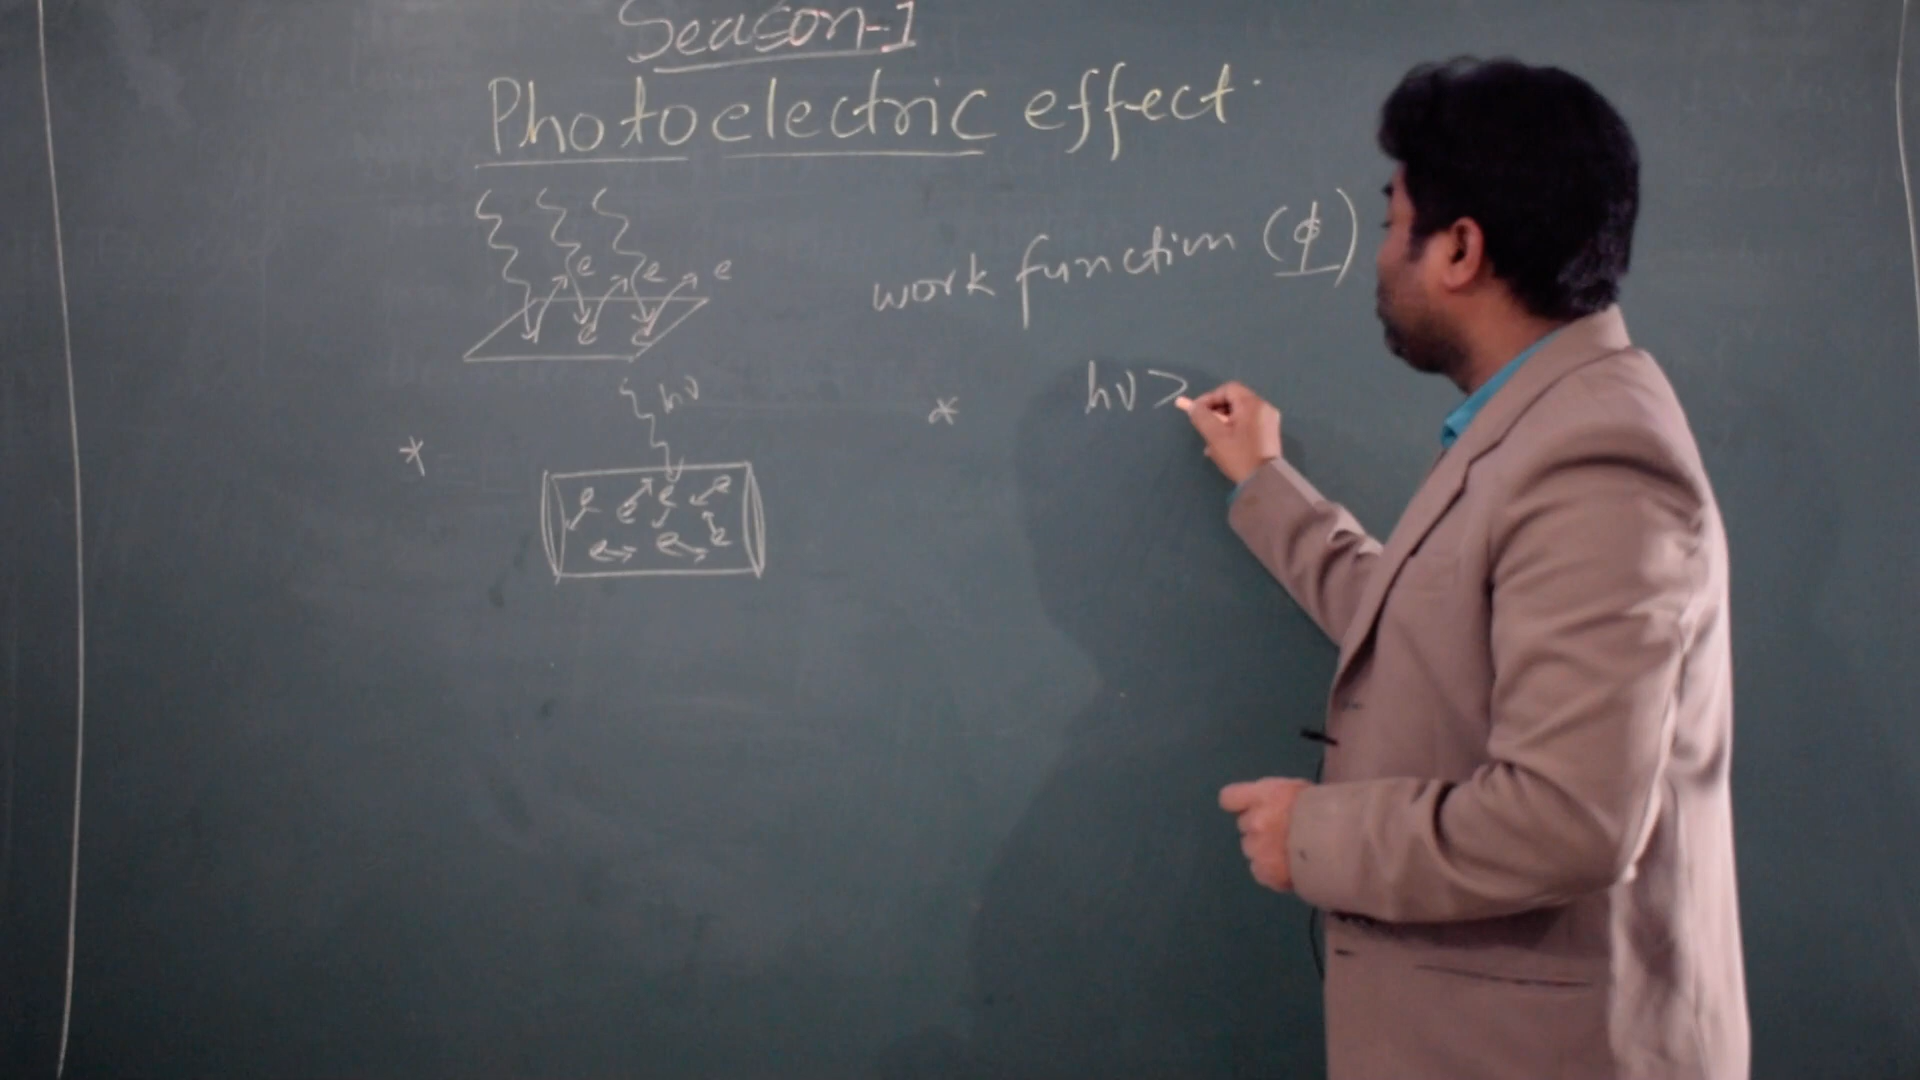 Season-1
Photoelectric effect.
e e e
e e
work function (ϕ)
hν
* *
hν >
e e e e
e e e